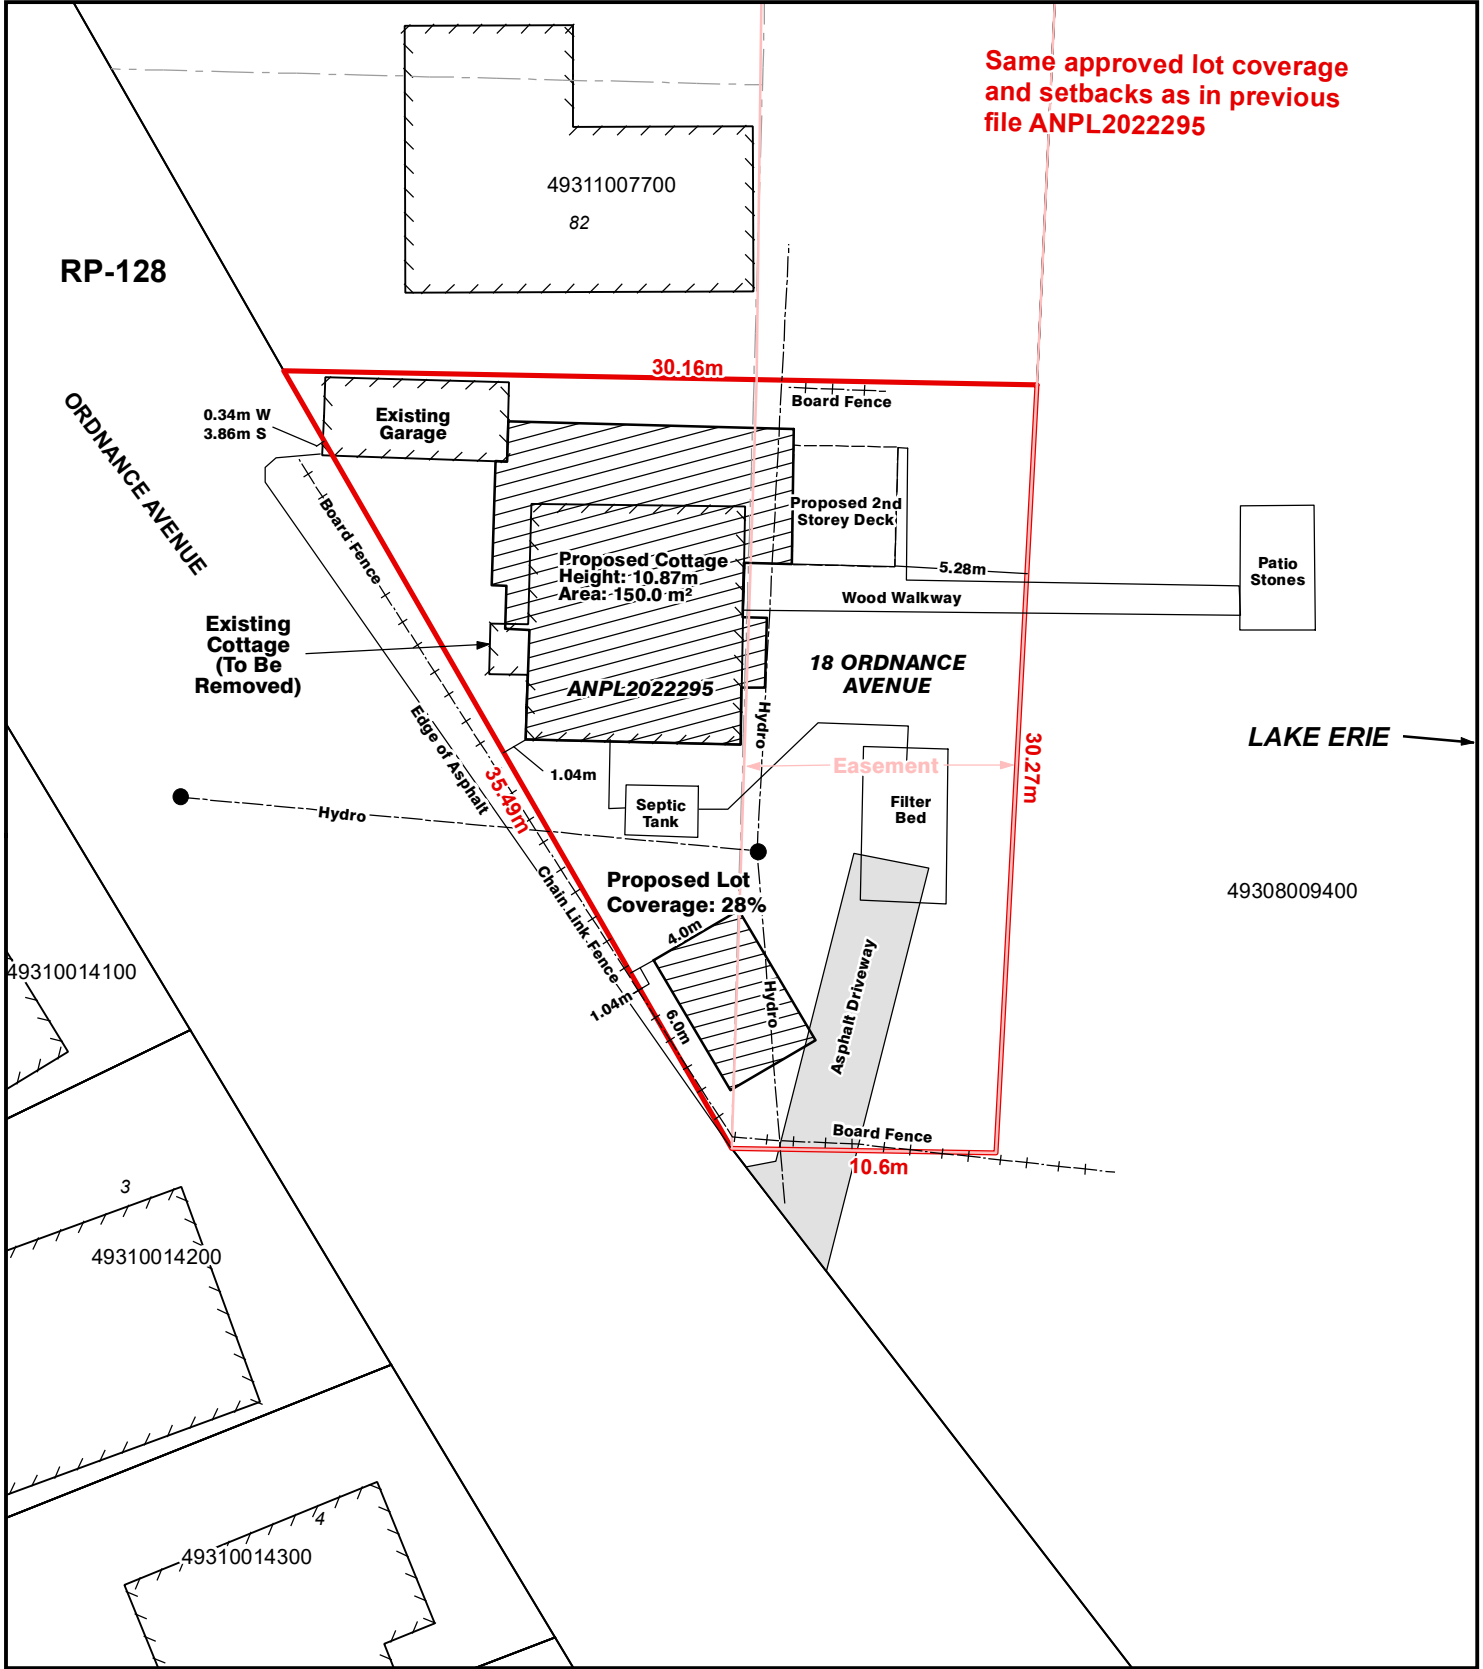 Same approved lot coverage
and setbacks as in previous
file ANPL2022295
49311007700
82
RP-128
30.16m
ORDNANCE AVENUE
0.34m W
3.86m S
Existing
Garage
Board Fence
Board Fence
Proposed 2nd
Storey Deck
Proposed Cottage
Height: 10.87m
Area: 150.0 m²
5.28m
Wood Walkway
Patio
Stones
Existing
Cottage
(To Be
Removed)
ANPL2022295
18 ORDNANCE
AVENUE
Hydro
LAKE ERIE
Edge of Asphalt
35.49m
1.04m
Easement
30.27m
Hydro
Septic
Tank
Filter
Bed
Chain Link Fence
Proposed Lot
Coverage: 28%
49308009400
4.0m
49310014100
1.04m
6.0m
Hydro
Asphalt Driveway
Board Fence
10.6m
3
49310014200
4
49310014300